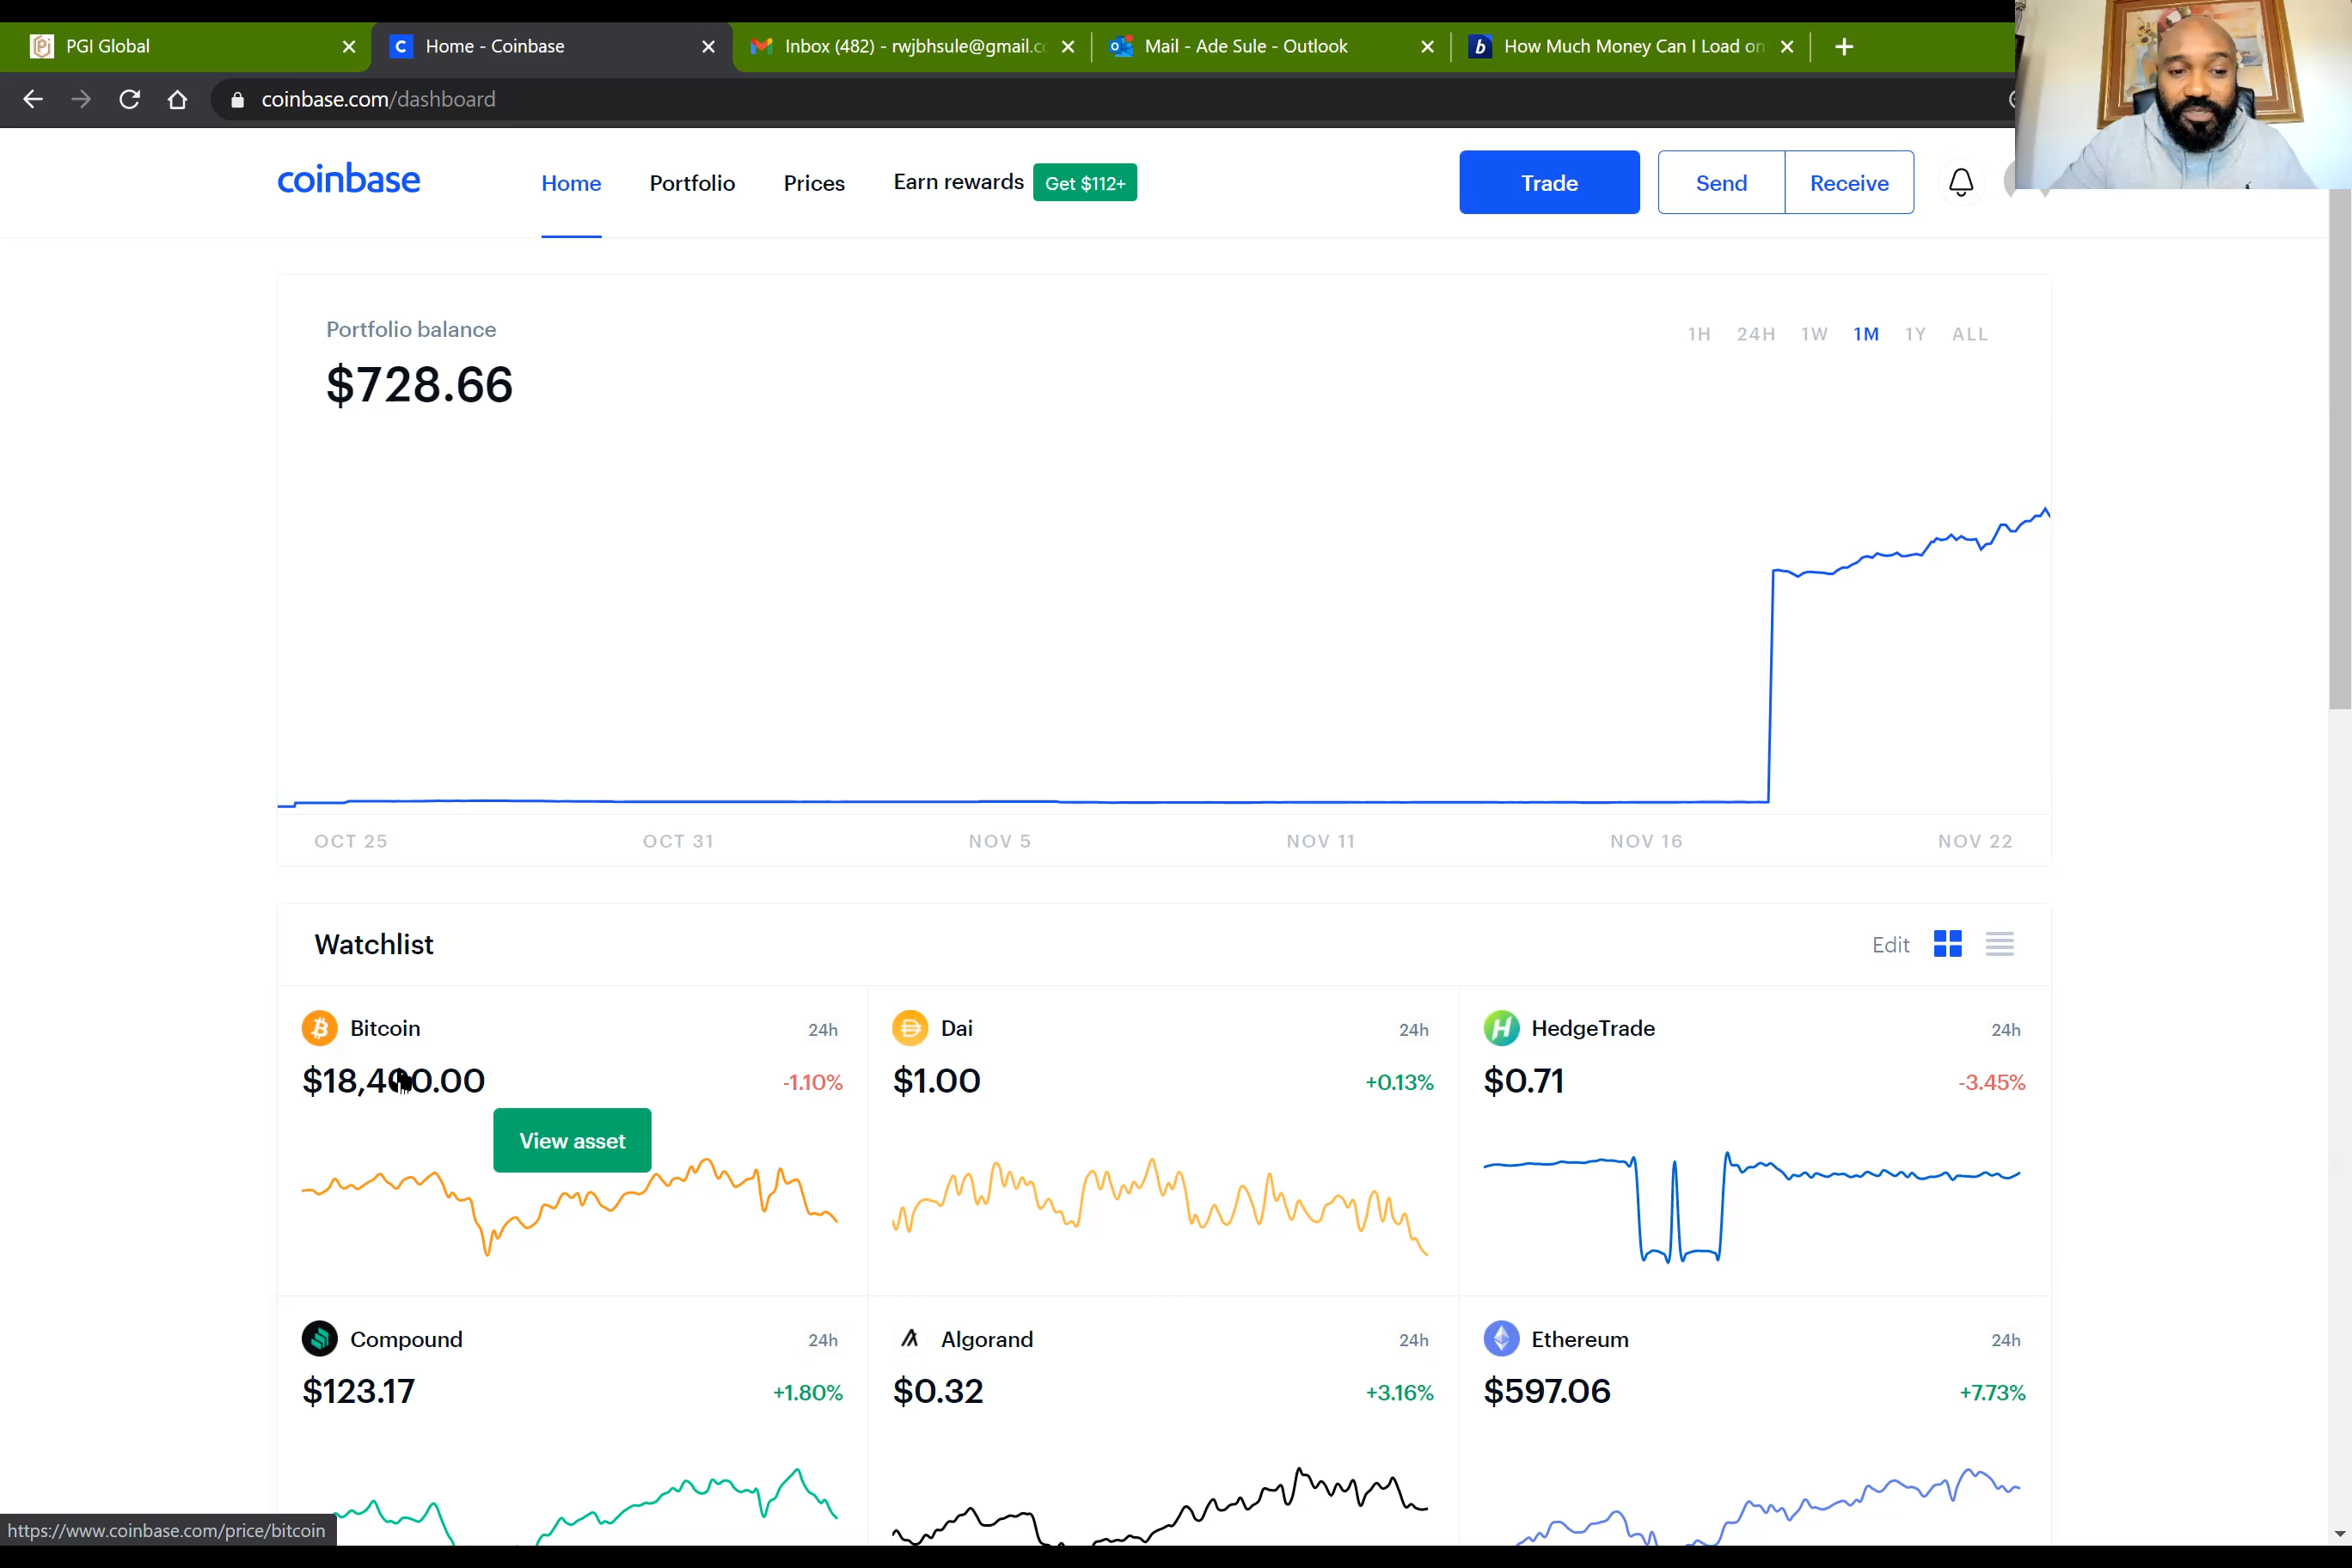 PGI Global
Home - Coinbase
Inbox (482) - rwjbhsule@gmail.cc
Mail - Ade Sule - Outlook
How Much Money Can I Load on
coinbase.com/dashboard
coinbase
Home
Portfolio
Prices
Earn rewards
Get $112+
Trade
Send
Receive
Portfolio balance
1H 24H 1W 1M 1Y ALL
$728.66
OCT 25 OCT 31 NOV 5 NOV 11 NOV 16 NOV 22
Watchlist
Edit
Bitcoin 24h
$18,400.00 -1.10%
View asset
Dai 24h
$1.00 +0.13%
HedgeTrade 24h
$0.71 -3.45%
Compound 24h
$123.17 +1.80%
Algorand 24h
$0.32 +3.16%
Ethereum 24h
$597.06 +7.73%
https://www.coinbase.com/price/bitcoin